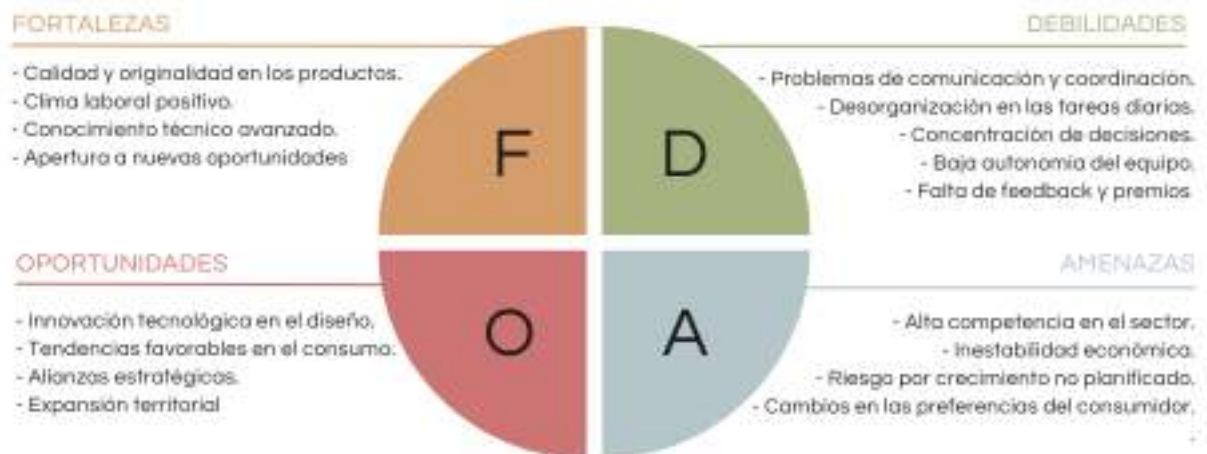 FORTALEZAS
- Calidad y originalidad en los productos.
- Clima laboral positivo.
- Conocimiento técnico avanzado.
- Apertura a nuevas oportunidades
DEBILIDADES
- Problemas de comunicación y coordinación.
- Desorganización en las tareas diarias.
- Concentración de decisiones.
- Baja autonomía del equipo.
- Falta de feedback y premios
F
D
OPORTUNIDADES
- Innovación tecnológica en el diseño.
- Tendencias favorables en el consumo.
- Alianzas estratégicas.
- Expansión territorial
O
A
AMENAZAS
- Alta competencia en el sector.
- Inestabilidad económica.
- Riesgo por crecimiento no planificado.
- Cambios en las preferencias del consumidor.
-